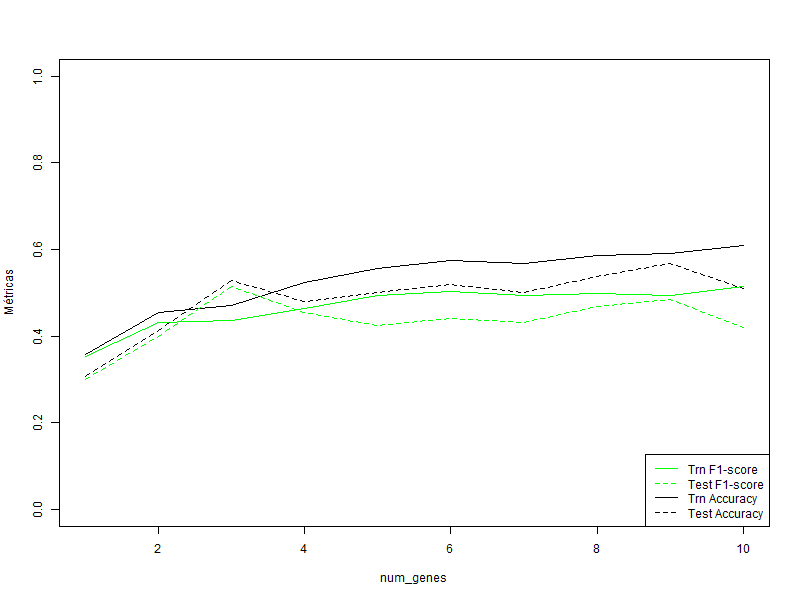 Métricas
1.0
0.8
0.6
0.4
0.2
0.0
2
4
6
8
10
num_genes
Trn F1-score
Test F1-score
Trn Accuracy
Test Accuracy